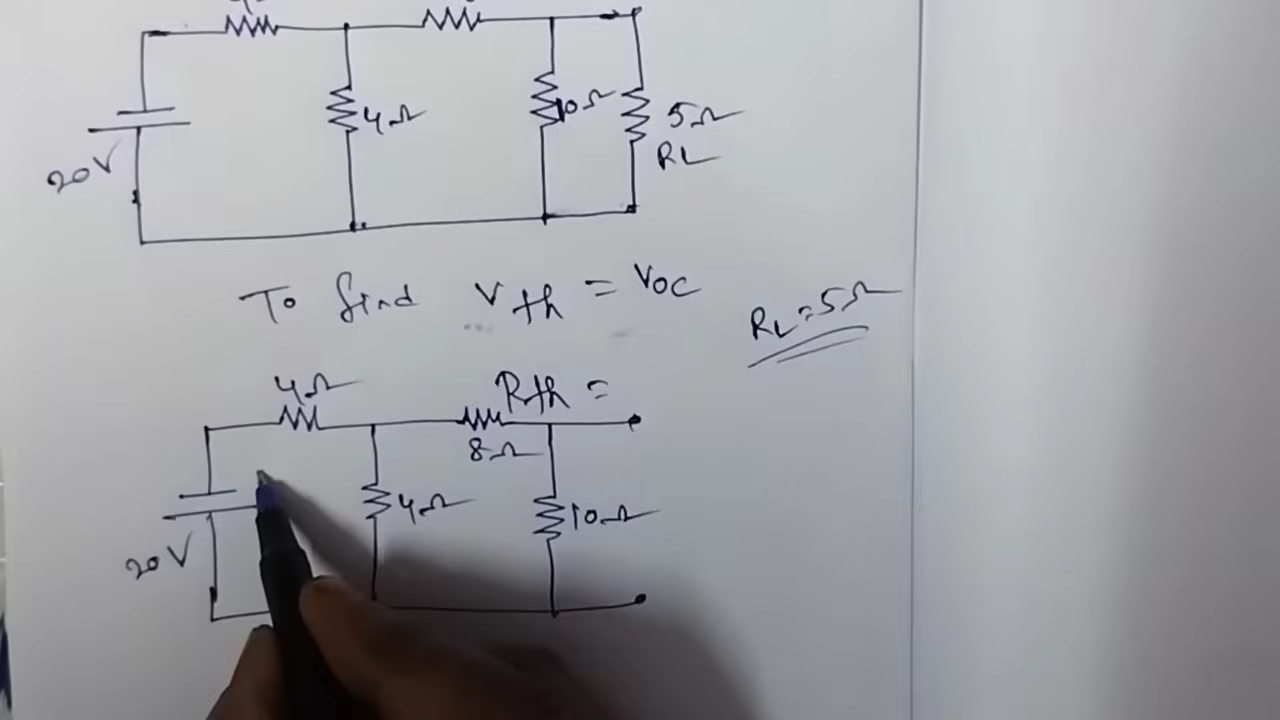 4Ω
10Ω
5Ω
RL
20V
To find Vth = Voc
RL = 5Ω
4Ω
Rth =
8Ω
4Ω
10Ω
20V